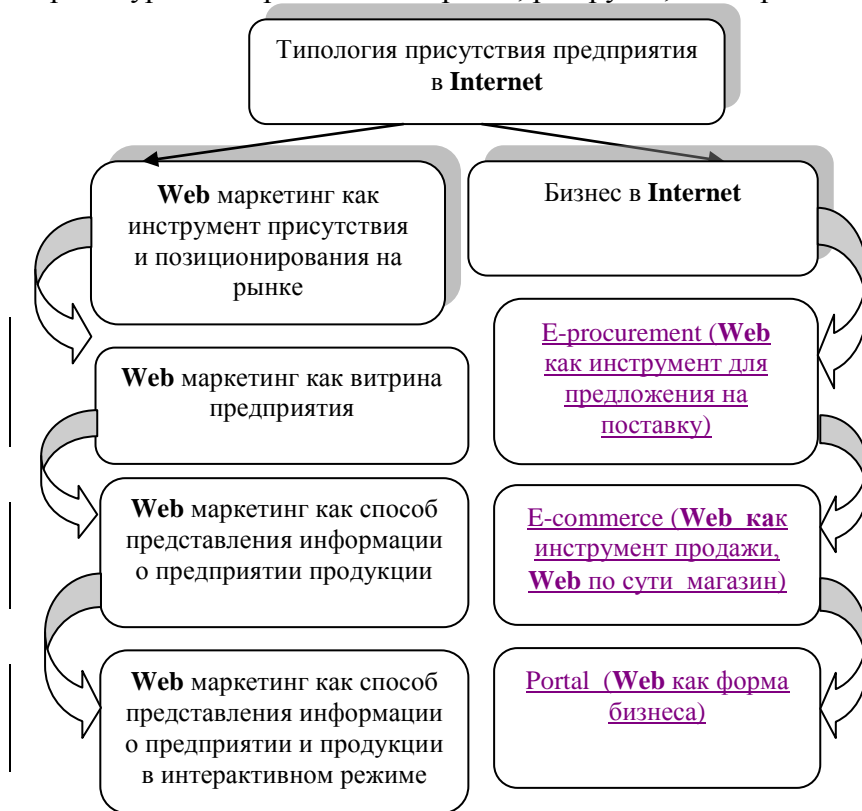 Типология присутствия предприятия
в Internet
Web маркетинг как
инструмент присутствия
и позиционирования на
рынке
Web маркетинг как витрина
предприятия
Web маркетинг как способ
представления информации
о предприятии продукции
Web маркетинг как способ
представления информации
о предприятии и продукции
в интерактивном режиме
Бизнес в Internet
E-procurement (Web
как инструмент для
предложения на
поставку)
E-commerce (Web как
инструмент продажи,
Web по сути магазин)
Portal (Web как форма
бизнеса)